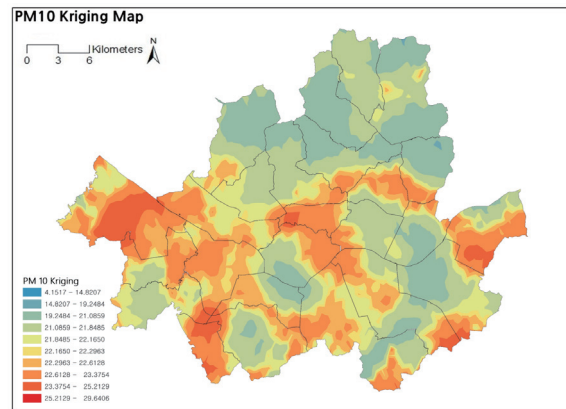 PM10 Kriging Map
Kilometers
N
0 3 6
PM 10 Kriging
4.1517 - 14.8207
14.8207 - 19.2484
19.2484 - 21.0859
21.0859 - 21.8485
21.8485 - 22.1650
22.1650 - 22.2963
22.2963 - 22.6128
22.6128 - 23.3754
23.3754 - 25.2129
25.2129 - 29.6406